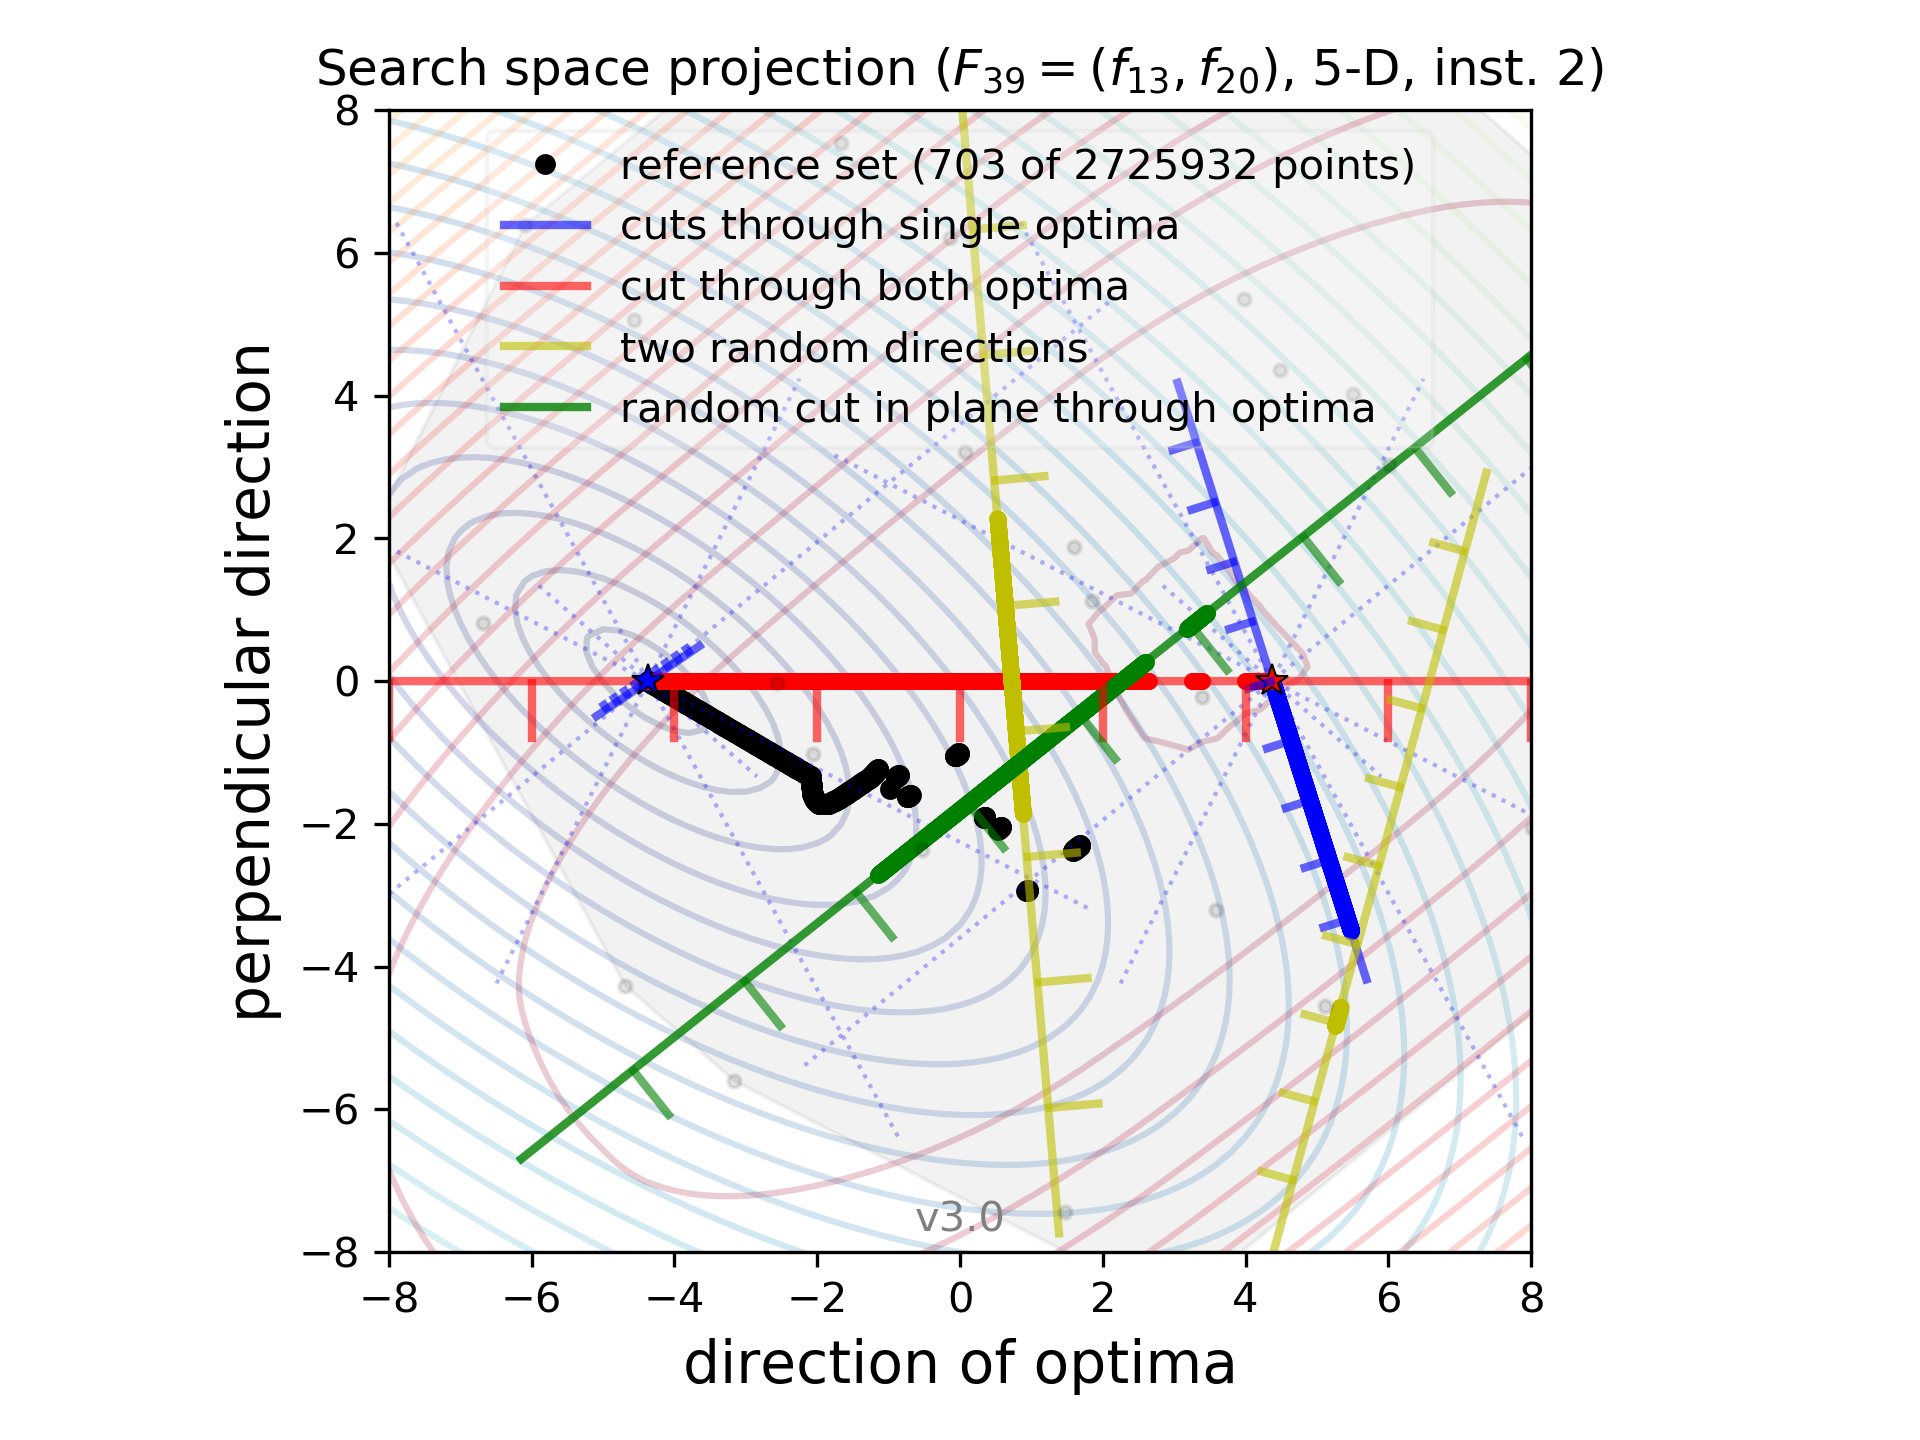 Search space projection (F₃₉ = (f₁₃, f₂₀), 5-D, inst. 2)
reference set (703 of 2725932 points)
cuts through single optima
cut through both optima
two random directions
random cut in plane through optima
perpendicular direction
8
6
4
2
0
−2
−4
−6
−8
v3.0
−8 −6 −4 −2 0 2 4 6 8
direction of optima